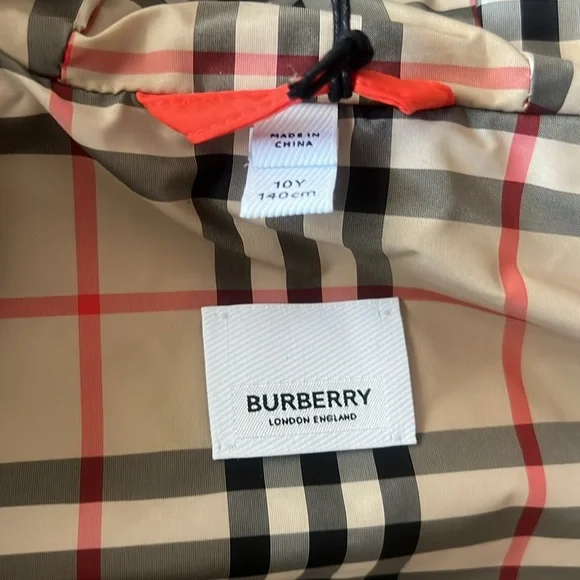 MADE IN
CHINA
10Y
140cm
BURBERRY
LONDON ENGLAND